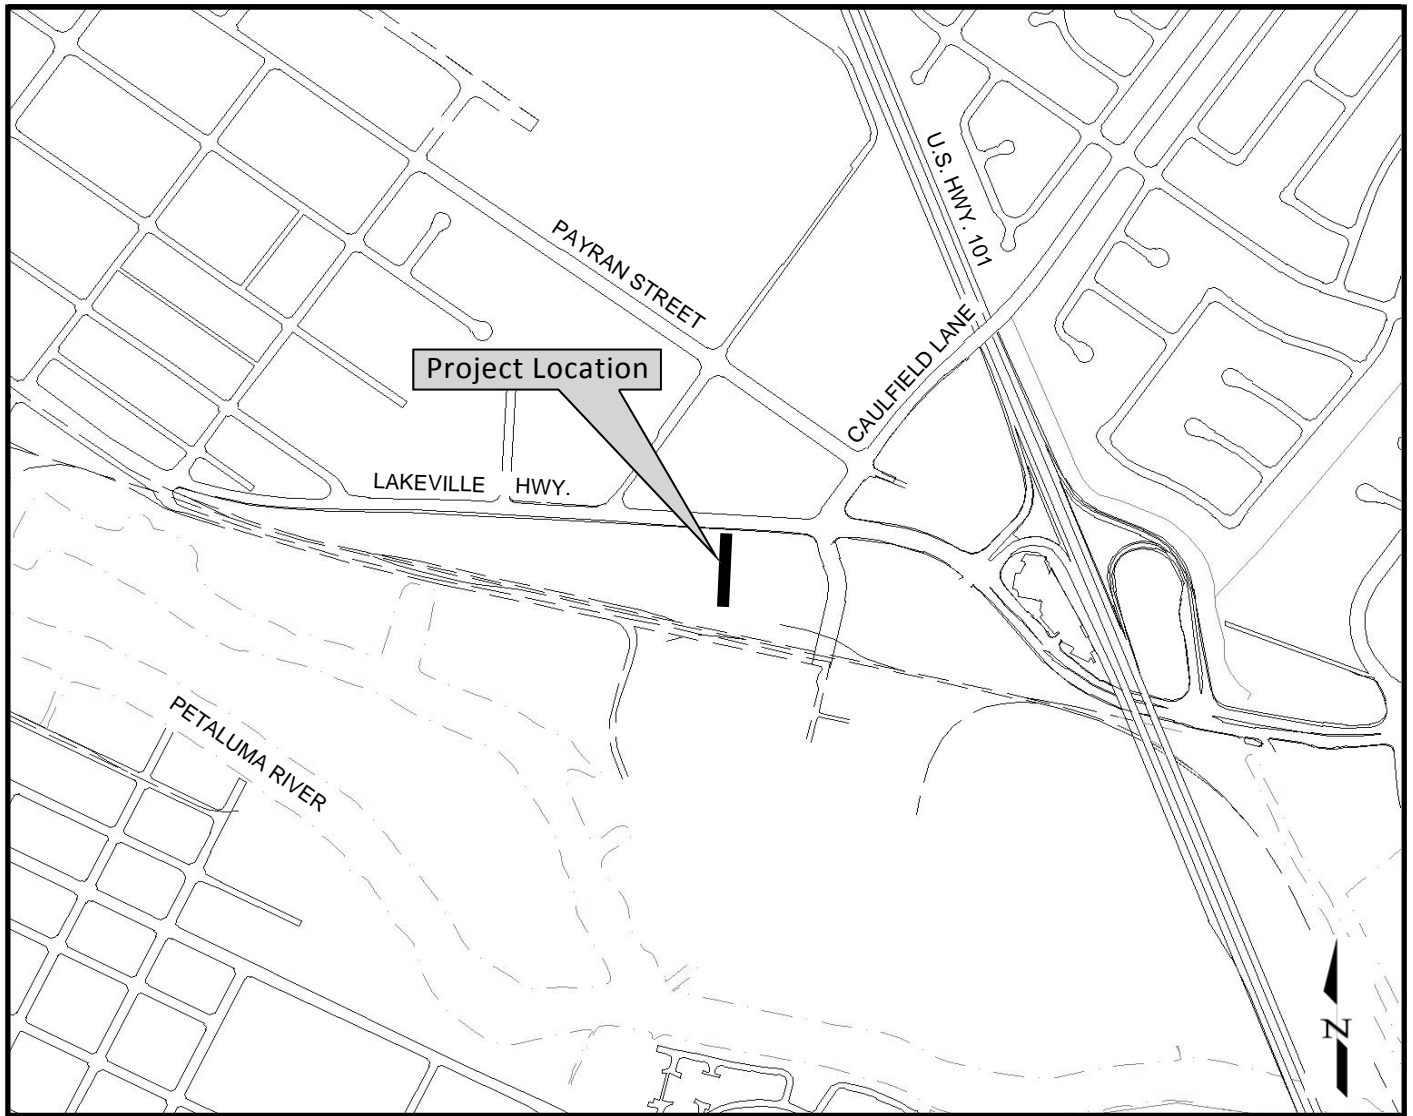 U.S. HWY. 101
PAYRAN STREET
CAULFIELD LANE
Project Location
LAKEVILLE HWY.
PETALUMA RIVER
N